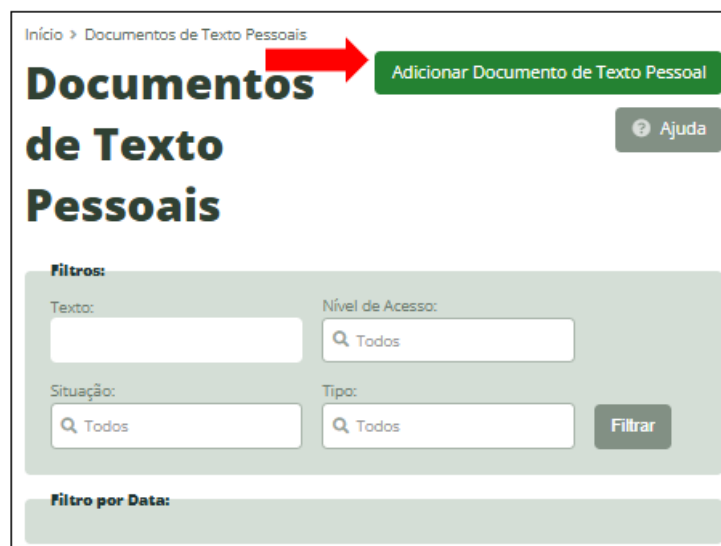 Início > Documentos de Texto Pessoais
Documentos
de Texto
Pessoais
Adicionar Documento de Texto Pessoal
Ajuda
Filtros:
Texto:
Nível de Acesso:
Todos
Situação:
Tipo:
Todos
Todos
Filtrar
Filtro por Data: